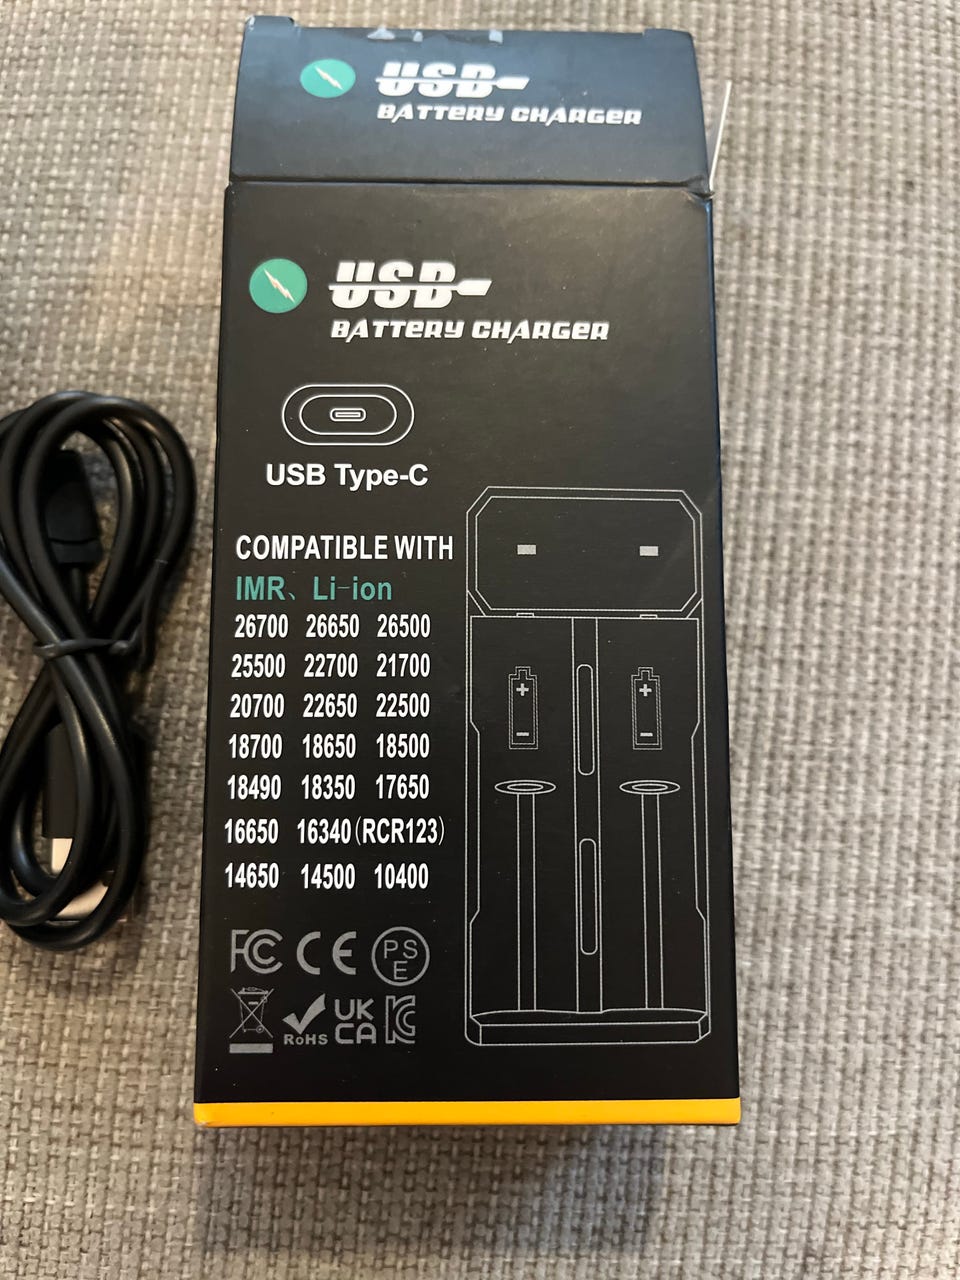 USB
BATTERY CHARGER
USB
BATTERY CHARGER
USB Type-C
COMPATIBLE WITH
IMR、Li-ion
26700 26650 26500
25500 22700 21700
20700 22650 22500
18700 18650 18500
18490 18350 17650
16650 16340(RCR123)
14650 14500 10400
FC CE PSE
RoHS UK CA KC